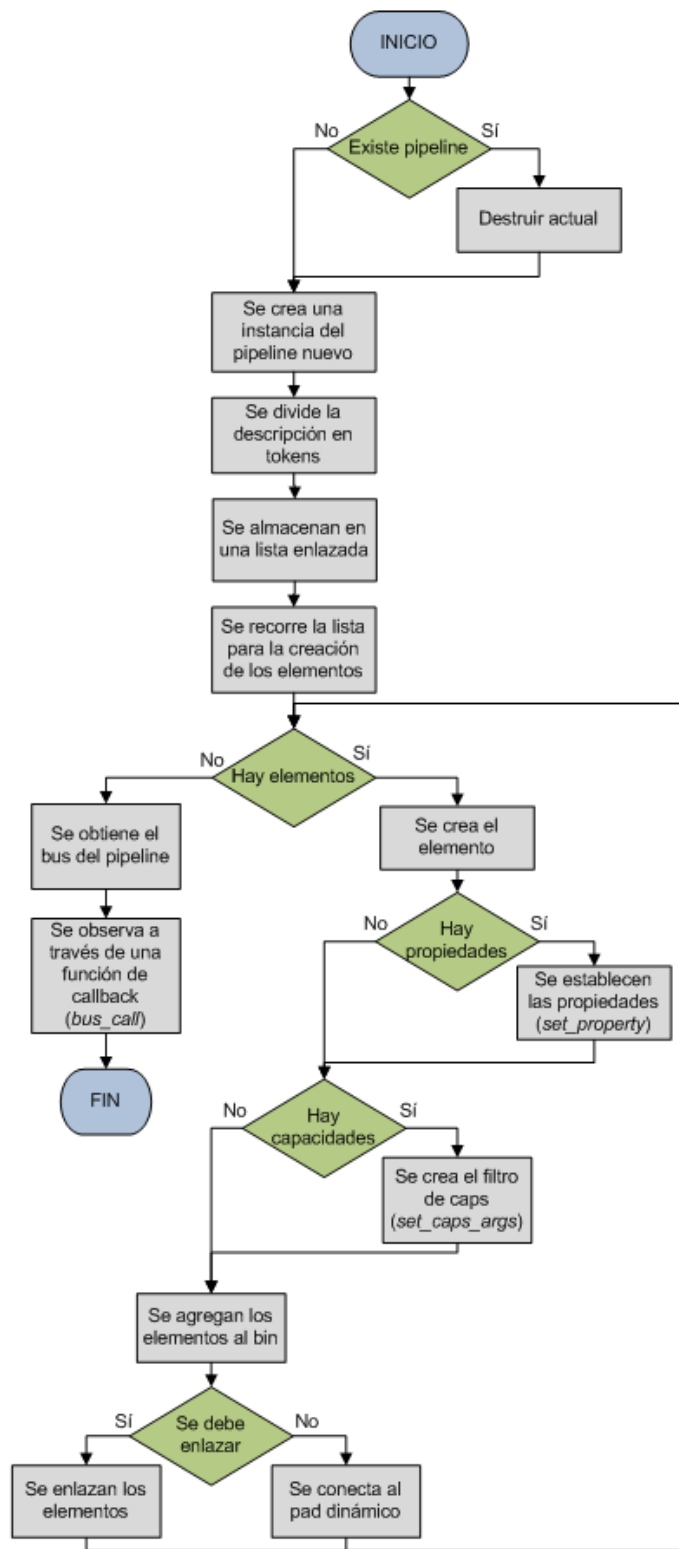 INICIO
No
Sí
Existe pipeline
Destruir actual
Se crea una
instancia del
pipeline nuevo
Se divide la
descripción en
tokens
Se almacenan en
una lista enlazada
Se recorre la lista
para la creación
de los elementos
No
Sí
Hay elementos
Se obtiene el
bus del pipeline
Se crea el
elemento
Se observa a
través de una
función de
callback
(bus_call)
FIN
No
Sí
Hay
propiedades
Se establecen
las propiedades
(set_property)
No
Sí
Hay
capacidades
Se crea el filtro
de caps
(set_caps_args)
Se agregan los
elementos al bin
Sí
No
Se debe
enlazar
Se enlazan los
elementos
Se conecta al
pad dinámico